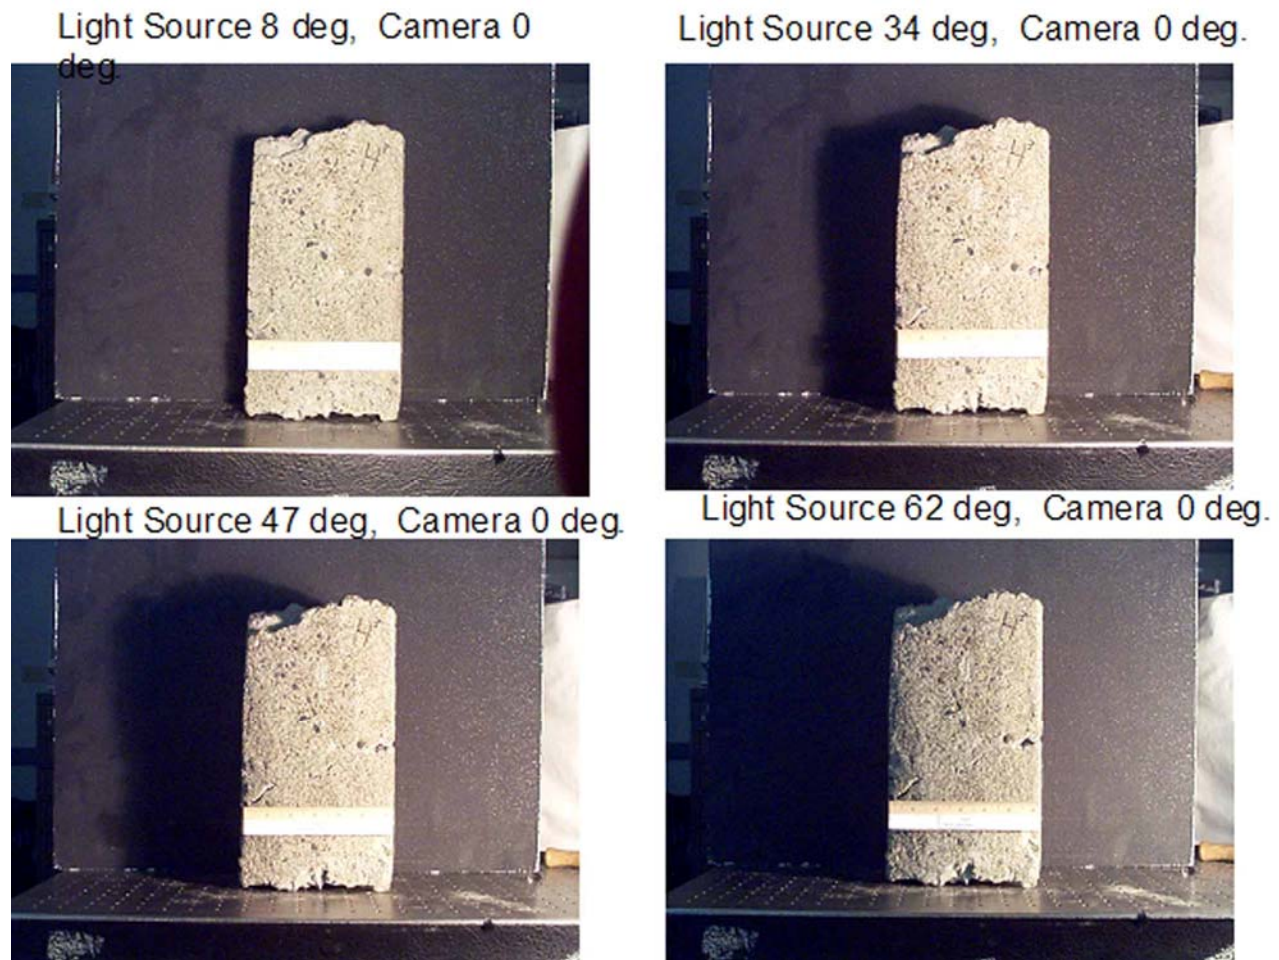 Light Source 8 deg, Camera 0
deg.
Light Source 34 deg, Camera 0 deg.
H
H
Light Source 47 deg, Camera 0 deg.
Light Source 62 deg, Camera 0 deg.
H
H